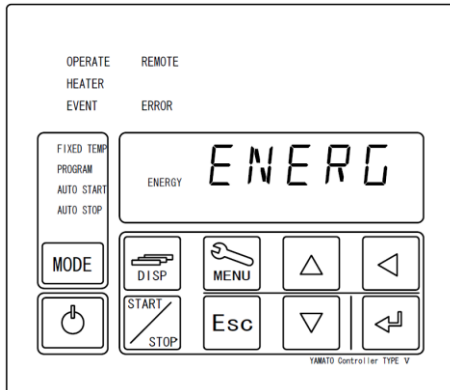 OPERATE REMOTE
HEATER
EVENT ERROR
FIXED TEMP
PROGRAM
AUTO START
AUTO STOP
ENERGY ENERG
MODE
DISP
MENU
START
STOP
Esc
YAMATO Controller TYPE V